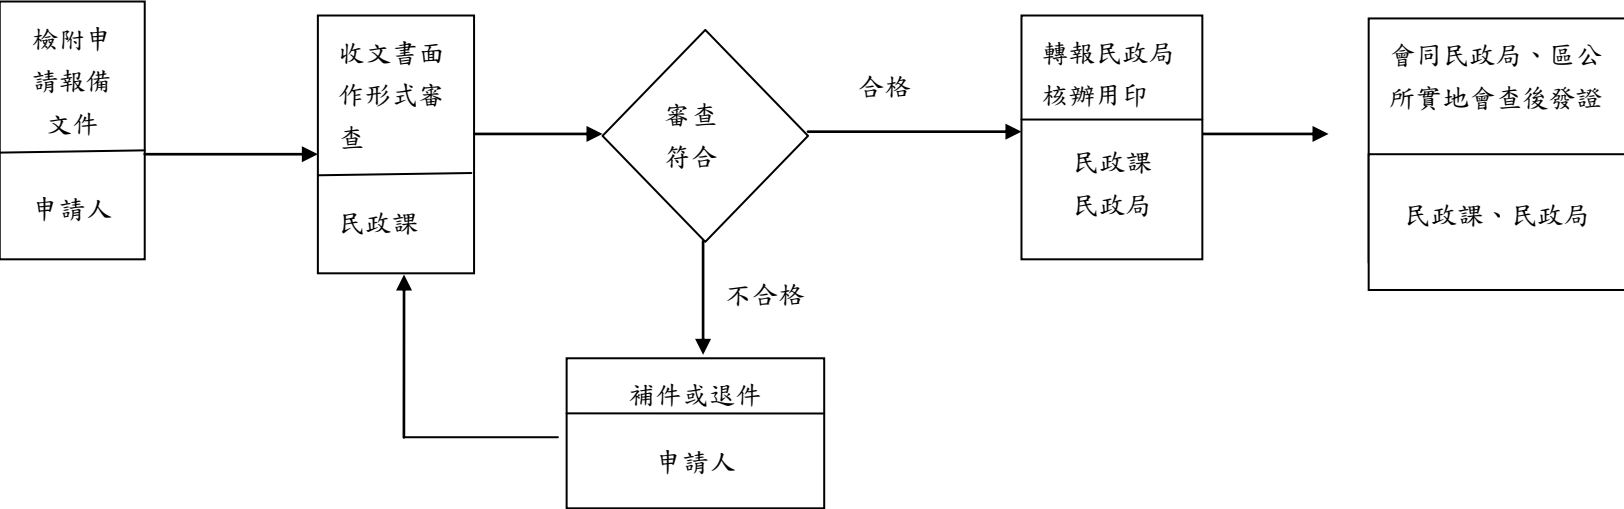 檢附申
請報備
文件
申請人
收文書面
作形式審
查
民政課
審查
符合
合格
不合格
補件或退件
申請人
轉報民政局
核辦用印
民政課
民政局
會同民政局、區公
所實地會查後發證
民政課、民政局